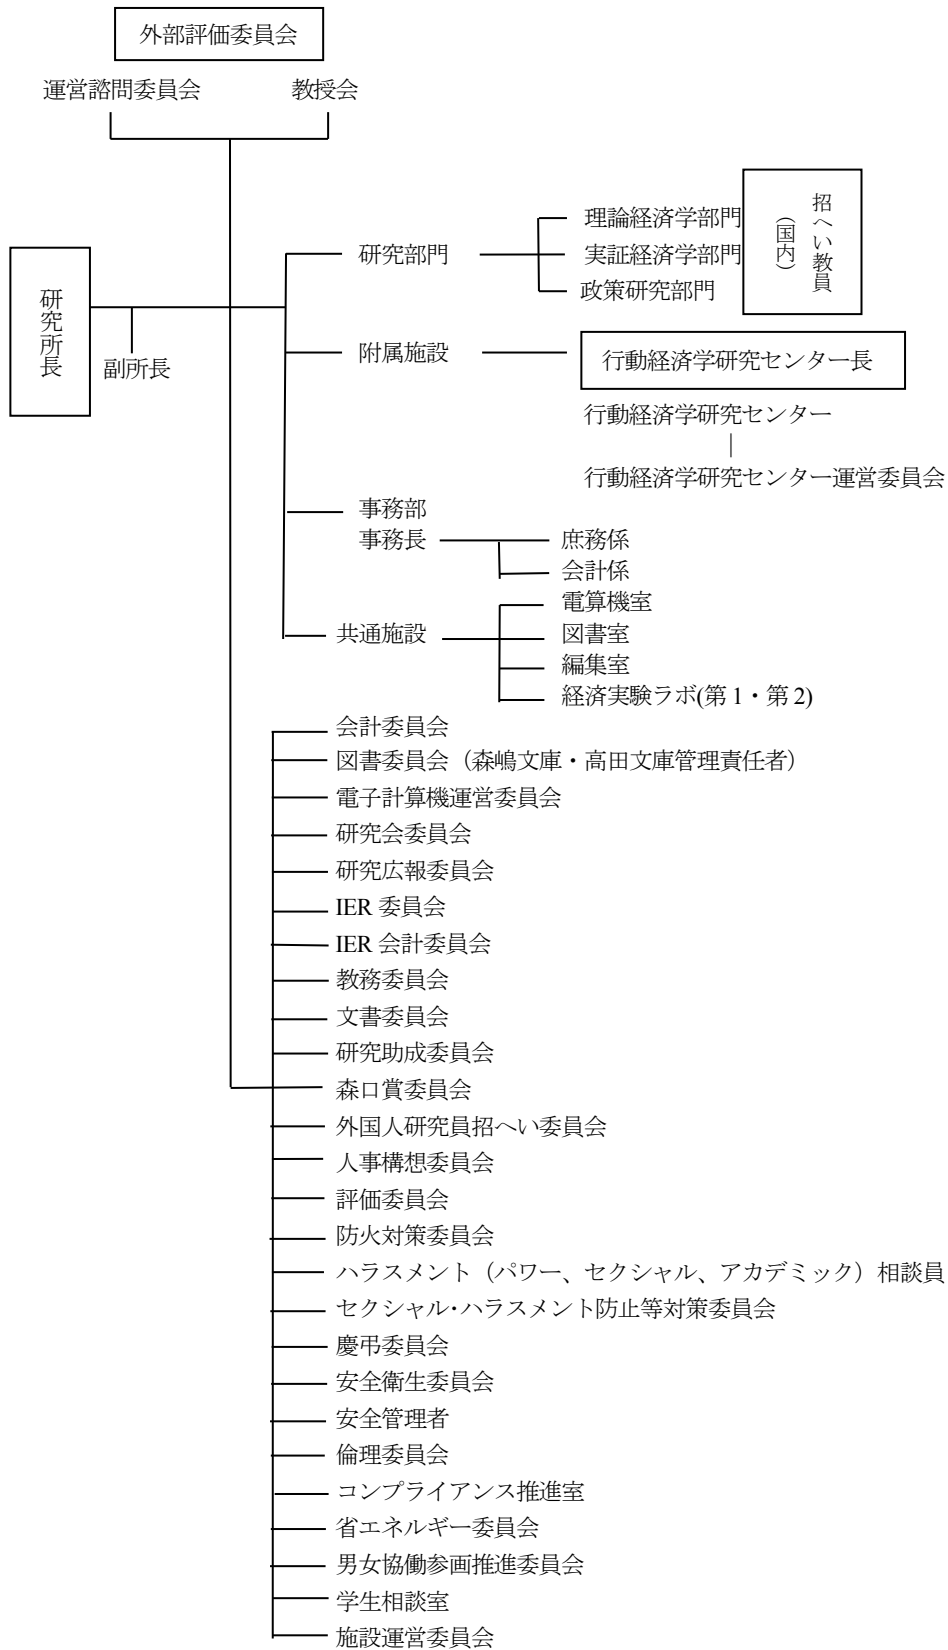 外部評価委員会
運営諮問委員会
教授会
研究所長
副所長
研究部門
理論経済学部門
実証経済学部門
政策研究部門
招へい教員
（国内）
附属施設
行動経済学研究センター長
行動経済学研究センター
行動経済学研究センター運営委員会
事務部
事務長
庶務係
会計係
共通施設
電算機室
図書室
編集室
経済実験ラボ(第1・第2)
会計委員会
図書委員会（森嶋文庫・高田文庫管理責任者）
電子計算機運営委員会
研究会委員会
研究広報委員会
IER 委員会
IER 会計委員会
教務委員会
文書委員会
研究助成委員会
森口賞委員会
外国人研究員招へい委員会
人事構想委員会
評価委員会
防火対策委員会
ハラスメント（パワー、セクシャル、アカデミック）相談員
セクシャル・ハラスメント防止等対策委員会
慶弔委員会
安全衛生委員会
安全管理者
倫理委員会
コンプライアンス推進室
省エネルギー委員会
男女協働参画推進委員会
学生相談室
施設運営委員会